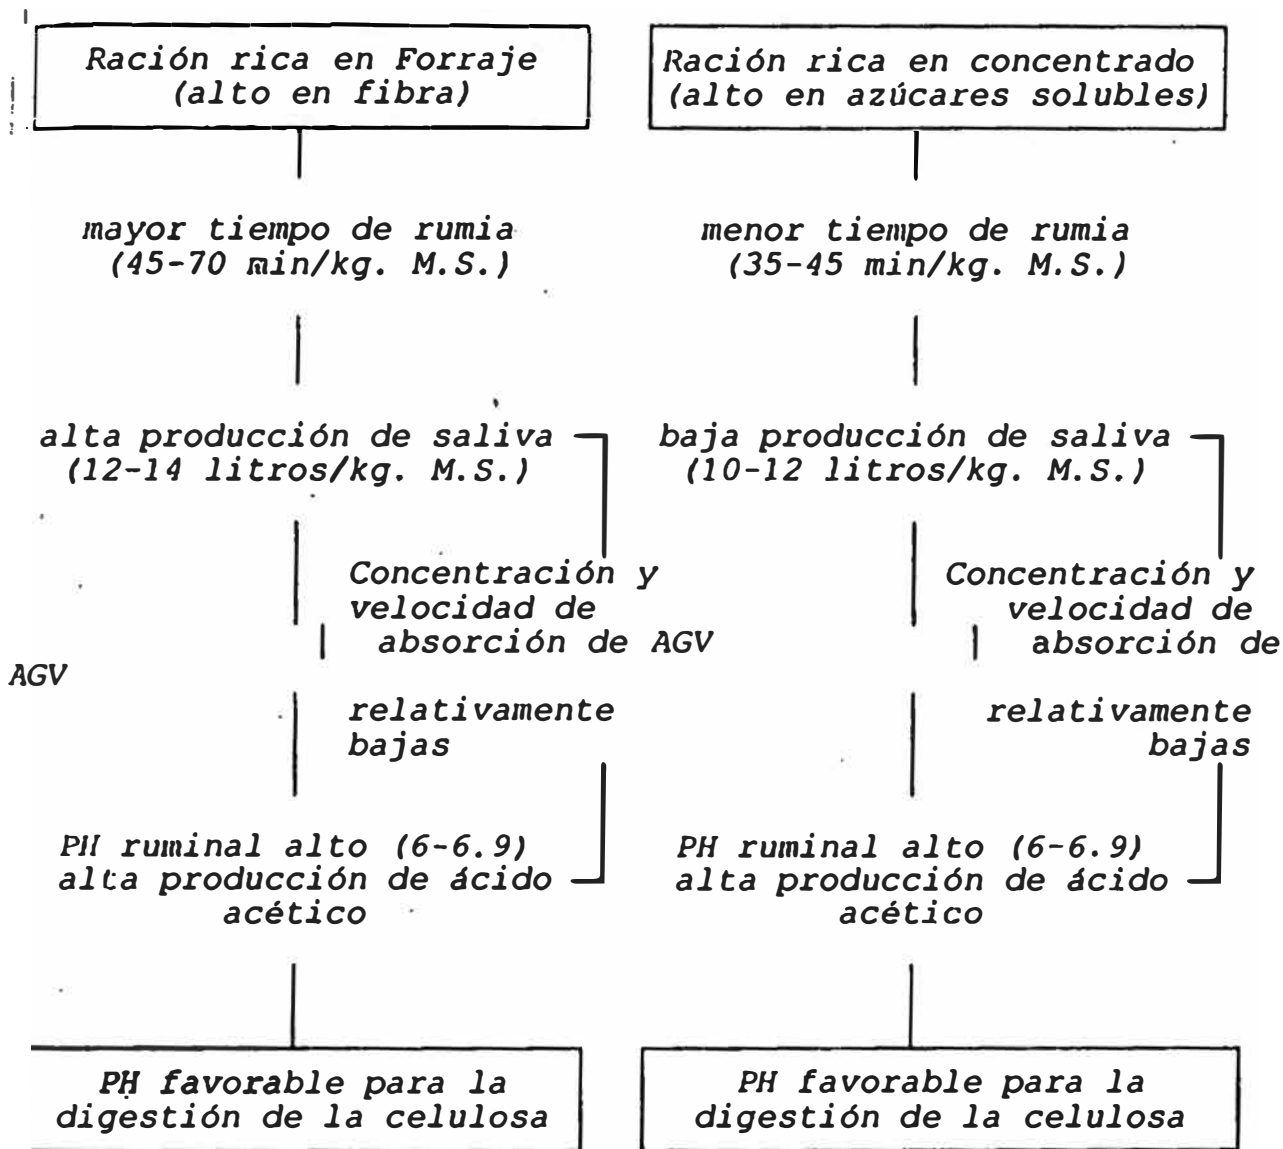 Ración rica en Forraje
(alto en fibra)
mayor tiempo de rumia
(45-70 min/kg. M.S.)
alta producción de saliva
(12-14 litros/kg. M.S.)
Concentración y
velocidad de
absorción de AGV
relativamente
bajas
PH ruminal alto (6-6.9)
alta producción de ácido
acético
PH favorable para la
digestión de la celulosa
Ración rica en concentrado
(alto en azúcares solubles)
menor tiempo de rumia
(35-45 min/kg. M.S.)
baja producción de saliva
(10-12 litros/kg. M.S.)
Concentración y
velocidad de
absorción de
AGV
relativamente
bajas
PH ruminal alto (6-6.9)
alta producción de ácido
acético
PH favorable para la
digestión de la celulosa